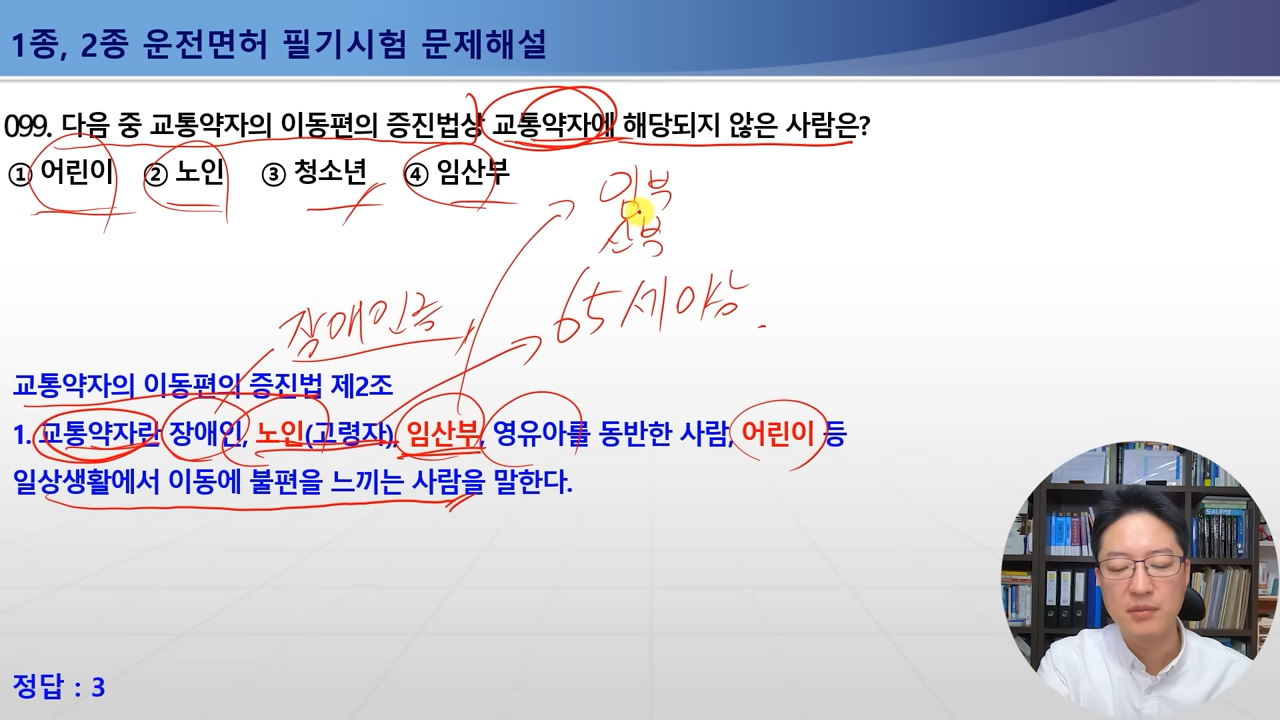 1종, 2종 운전면허 필기시험 문제해설
099. 다음 중 교통약자의 이동편의 증진법상 교통약자에 해당되지 않은 사람은?
① 어린이 ② 노인 ③ 청소년 ④ 임산부
임부
산부
65세 이상
장애인등
교통약자의 이동편의 증진법 제2조
1. 교통약자란 장애인, 노인(고령자), 임산부, 영유아를 동반한 사람, 어린이 등
일상생활에서 이동에 불편을 느끼는 사람을 말한다.
정답 : 3